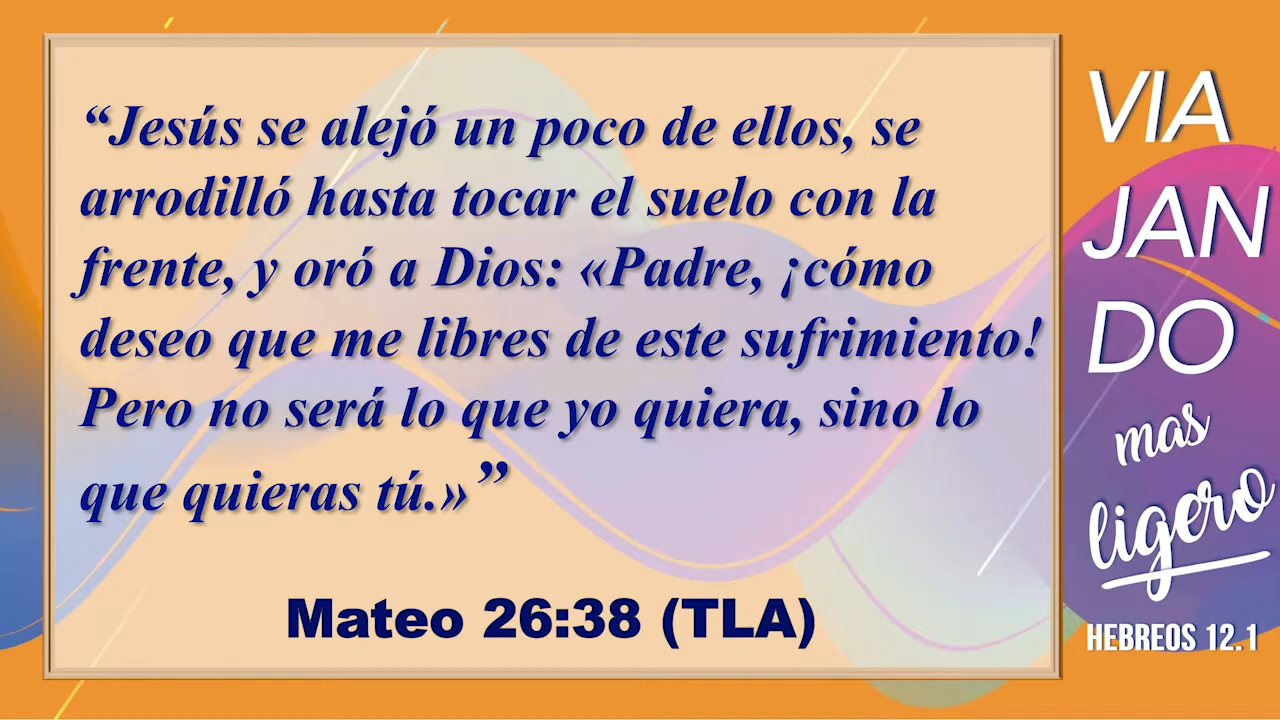 “Jesús se alejó un poco de ellos, se
arrodilló hasta tocar el suelo con la
frente, y oró a Dios: «Padre, ¡cómo
deseo que me libres de este sufrimiento!
Pero no será lo que yo quiera, sino lo
que quieras tú.»”
Mateo 26:38 (TLA)
VIA
JAN
DO
mas
ligero
HEBREOS 12.1